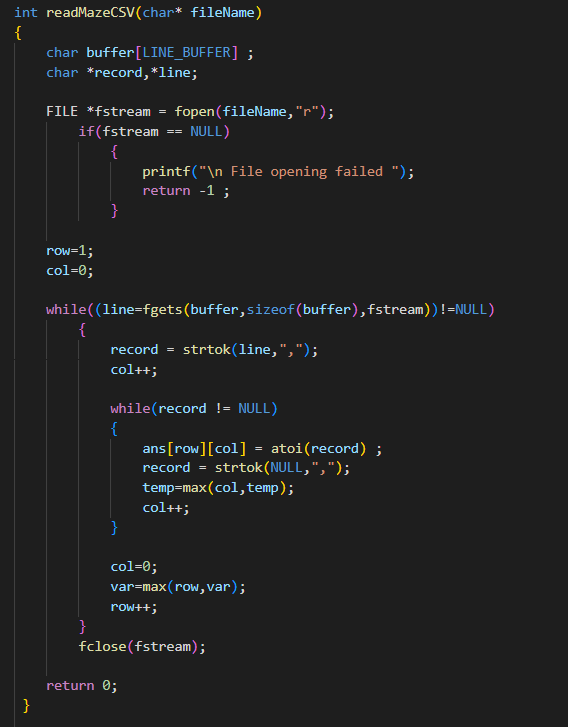 int readMazeCSV(char* fileName)
{
    char buffer[LINE_BUFFER] ;
    char *record,*line;

    FILE *fstream = fopen(fileName,"r");
        if(fstream == NULL)
            {
                printf("\n File opening failed ");
                return -1 ;
            }

    row=1;
    col=0;

    while((line=fgets(buffer,sizeof(buffer),fstream))!=NULL)
        {
            record = strtok(line,",");
            col++;

            while(record != NULL)
            {
                ans[row][col] = atoi(record) ;
                record = strtok(NULL,",");
                temp=max(col,temp);
                col++;
            }

            col=0;
            var=max(row,var);
            row++;
        }
        fclose(fstream);

    return 0;
 }